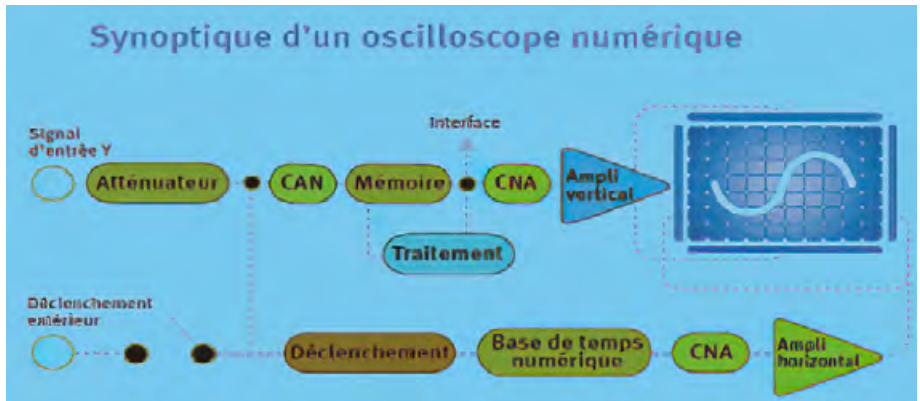 Synoptique d'un oscilloscope numérique
Signal
d'entrée Y
Interface
Atténuateur
CAN
Mémoire
CNA
Ampli
vertical
Traitement
Déclenchement
extérieur
Déclenchement
Base de temps
numérique
CNA
Ampli
horizontal